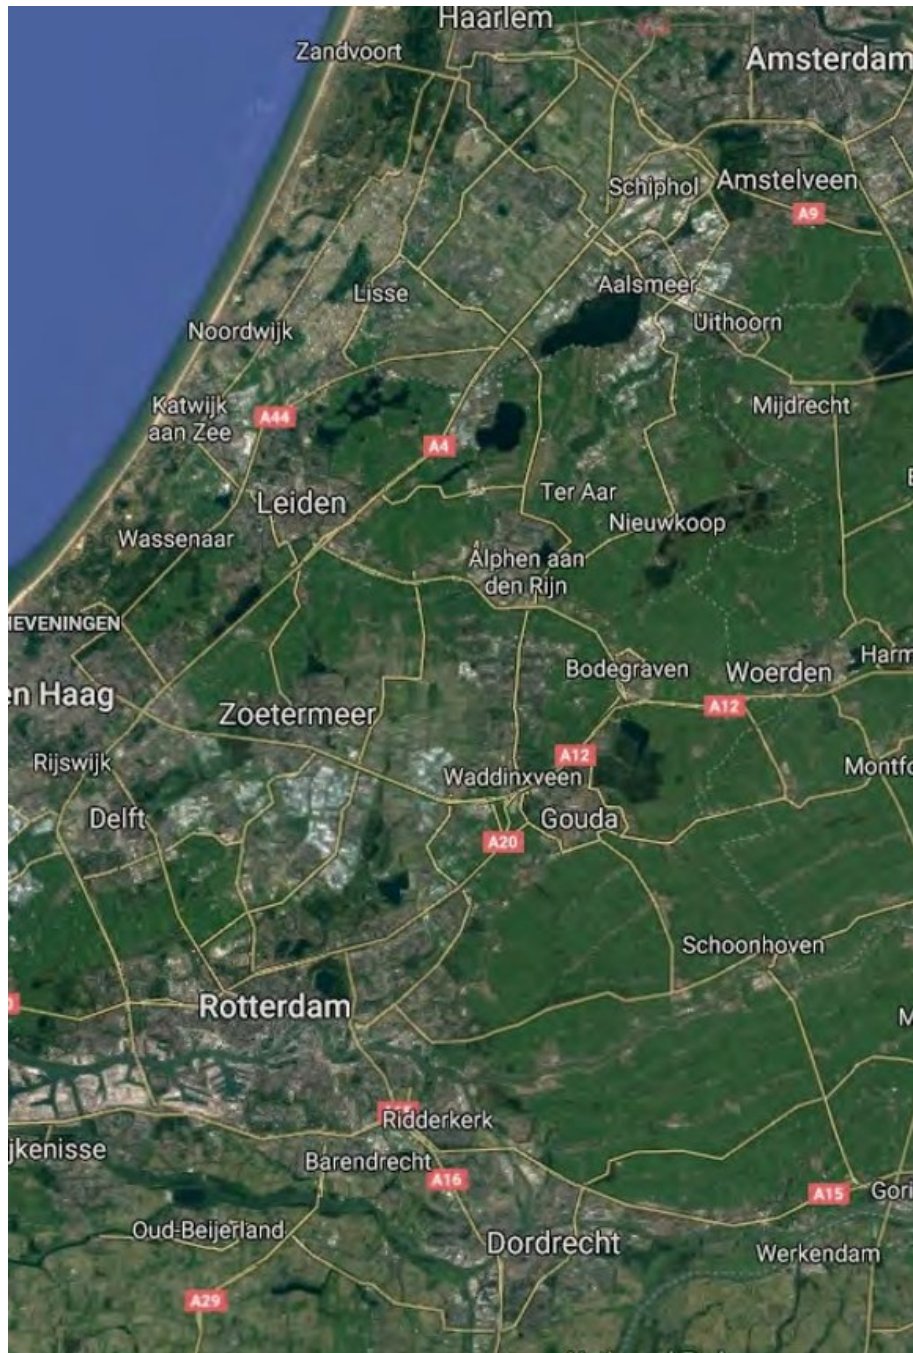 Haarlem
Zandvoort
Amsterdam
Schiphol
Amstelveen
A9
Aalsmeer
Lisse
Uithoorn
Noordwijk
Katwijk
aan Zee
A44
Mijdrecht
A4
Leiden
Ter Aar
Nieuwkoop
Wassenaar
Alphen aan
den Rijn
HEVENINGEN
Bodegraven
Woerden
Harm
en Haag
Zoetermeer
A12
Rijswijk
A12
Waddinxveen
Montfo
Delft
Gouda
A20
Schoonhoven
Rotterdam
M
Ridderkerk
jkenisse
Barendrecht
A16
A15
Gori
Oud-Beijerland
Dordrecht
Werkendam
A29